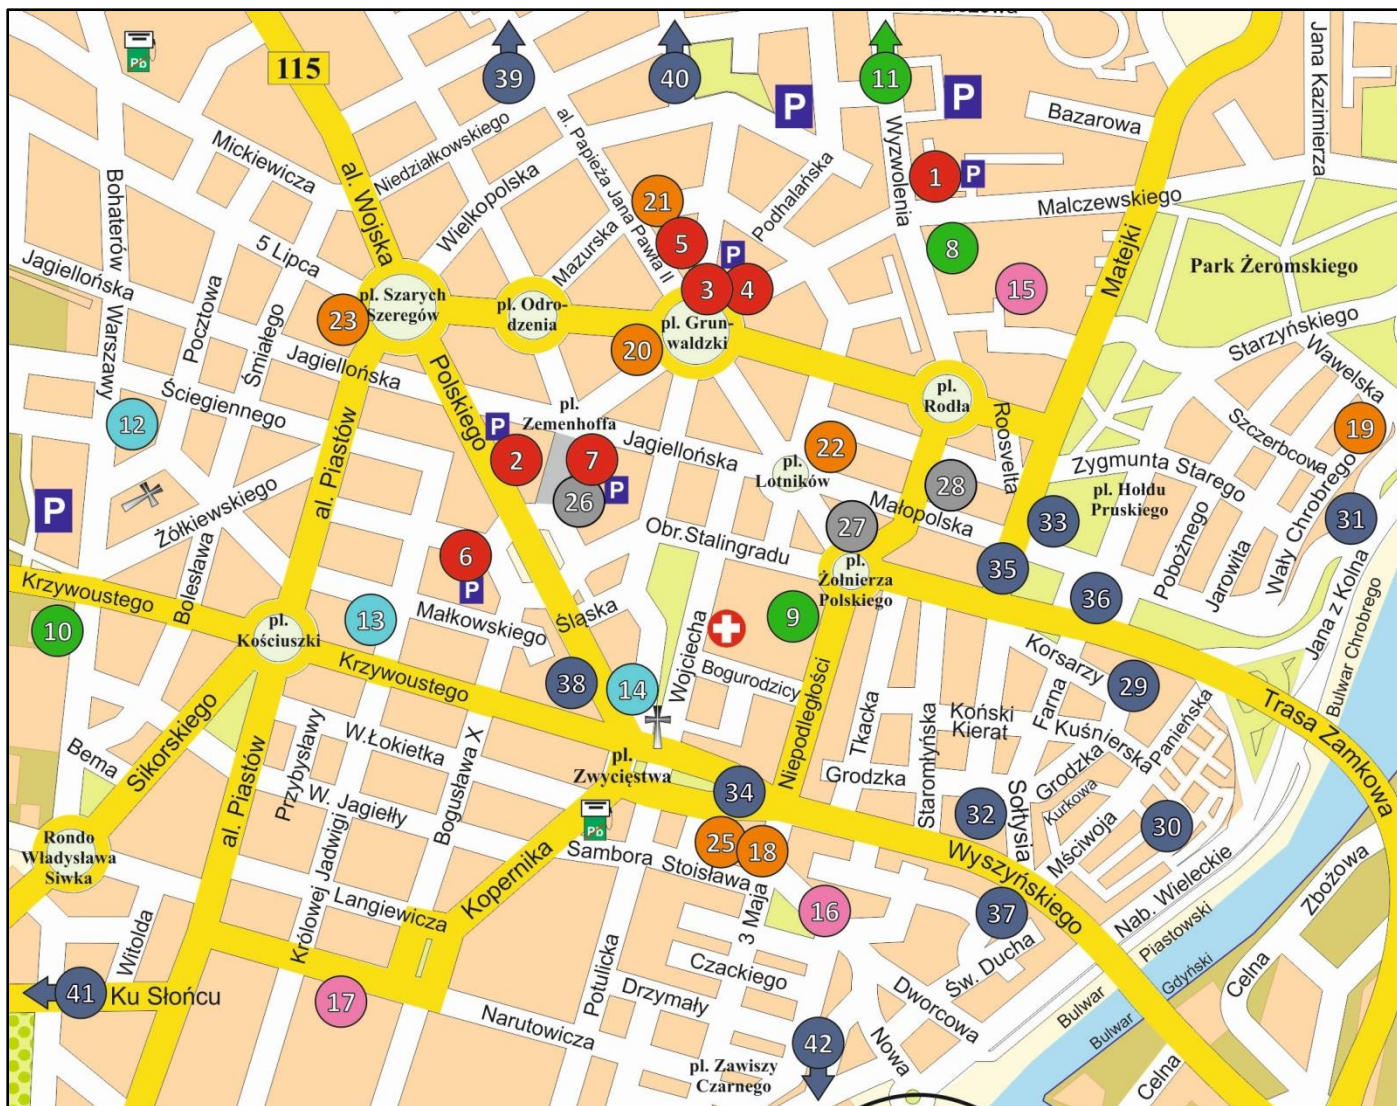 39
40
11
115
Pb
P
P
Niedziałkowskiego
al. Papieża Jana Pawła II
Wyzwolenia
Bazarowa
Jana Kazimierza
Mickiewicza
al. Wojska
Wielkopolska
Podhalańska
1
P
Malczewskiego
Bohaterów Warszawy
21
5
8
Matejki
Park Żeromskiego
5 Lipca
Jagiellońska
Pocztowa
Śmiałego
Mazurska
P
3
4
15
pl. Szarych
Szeregów
pl. Odro-
dzenia
pl. Grun-
waldzki
23
20
Starzyńskiego
Wawelska
Jagiellońska
Polskiego
pl.
Rodła
Roosvelta
Ściegiennego
12
al. Piastów
pl.
Zemenhoffa
P
2
7
P
26
Jagiellońska
22
pl.
Lotników
28
Małopolska
27
Szczerbcowa
19
Zygmunta Starego
pl. Hołdu
Pruskiego
33
31
P
Żółkiewskiego
6
P
Obr.Stalingradu
pl.
Żołnierza
Polskiego
35
36
Pobożnego
Jarowita
Wały Chrobrego
Jana z Kolna
Bulwar Chrobrego
Krzywoustego
10
Bolesława
pl.
Kościuszki
13
Małkowskiego
Śląska
Wojciecha
9
Krzywoustego
38
14
Bogurodzicy
Niepodległości
Tkacka
Staromłyńska
Koński
Kierat
Farna
Korsarzy
29
Kuśnierska
Panieńska
Trasa Zamkowa
Sikorskiego
Bema
Przybysławy
W.Łokietka
Bogusława X
pl.
Zwycięstwa
34
Grodzka
Grodzka
Kurkowa
Sołtysia
32
30
Mściwoja
W. Jagiełły
al. Piastów
Pb
25
18
Wyszyńskiego
Nab. Wieleckie
Rondo
Władysława
Siwka
Królowej Jadwigi
Langiewicza
Kopernika
Sambora
Stoisława
3 Maja
16
37
Piastowski
Bulwar
Gdyński
Bulwar
Zbożowa
Witolda
Potulicka
Czackiego
Św. Ducha
Celna
41
Ku Słońcu
17
Narutowicza
Drzymały
Dworcowa
42
Nowa
pl. Zawiszy
Czarnego
Celna